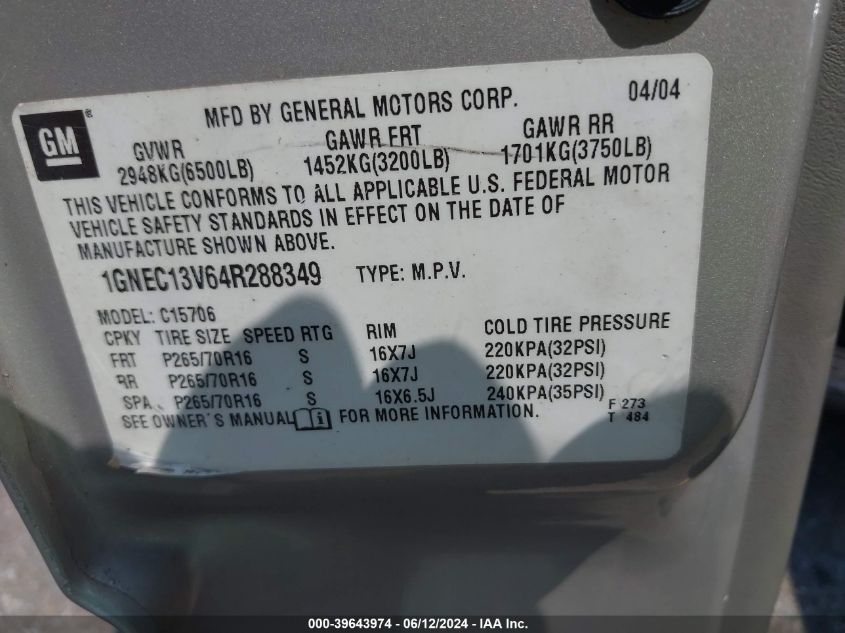 GM ®
MFD BY GENERAL MOTORS CORP. 04/04
GVWR GAWR FRT GAWR RR
2948KG(6500LB) 1452KG(3200LB) 1701KG(3750LB)
THIS VEHICLE CONFORMS TO ALL APPLICABLE U.S. FEDERAL MOTOR
VEHICLE SAFETY STANDARDS IN EFFECT ON THE DATE OF
MANUFACTURE SHOWN ABOVE.
1GNEC13V64R288349 TYPE: M.P.V.
MODEL: C15706
CPKY TIRE SIZE SPEED RTG RIM COLD TIRE PRESSURE
FRT P265/70R16 S 16X7J 220KPA(32PSI)
RR P265/70R16 S 16X7J 220KPA(32PSI)
SPA P265/70R16 S 16X6.5J 240KPA(35PSI)
SEE OWNER'S MANUAL i FOR MORE INFORMATION.
F 273
T 484
000-39643974 - 06/12/2024 - IAA Inc.